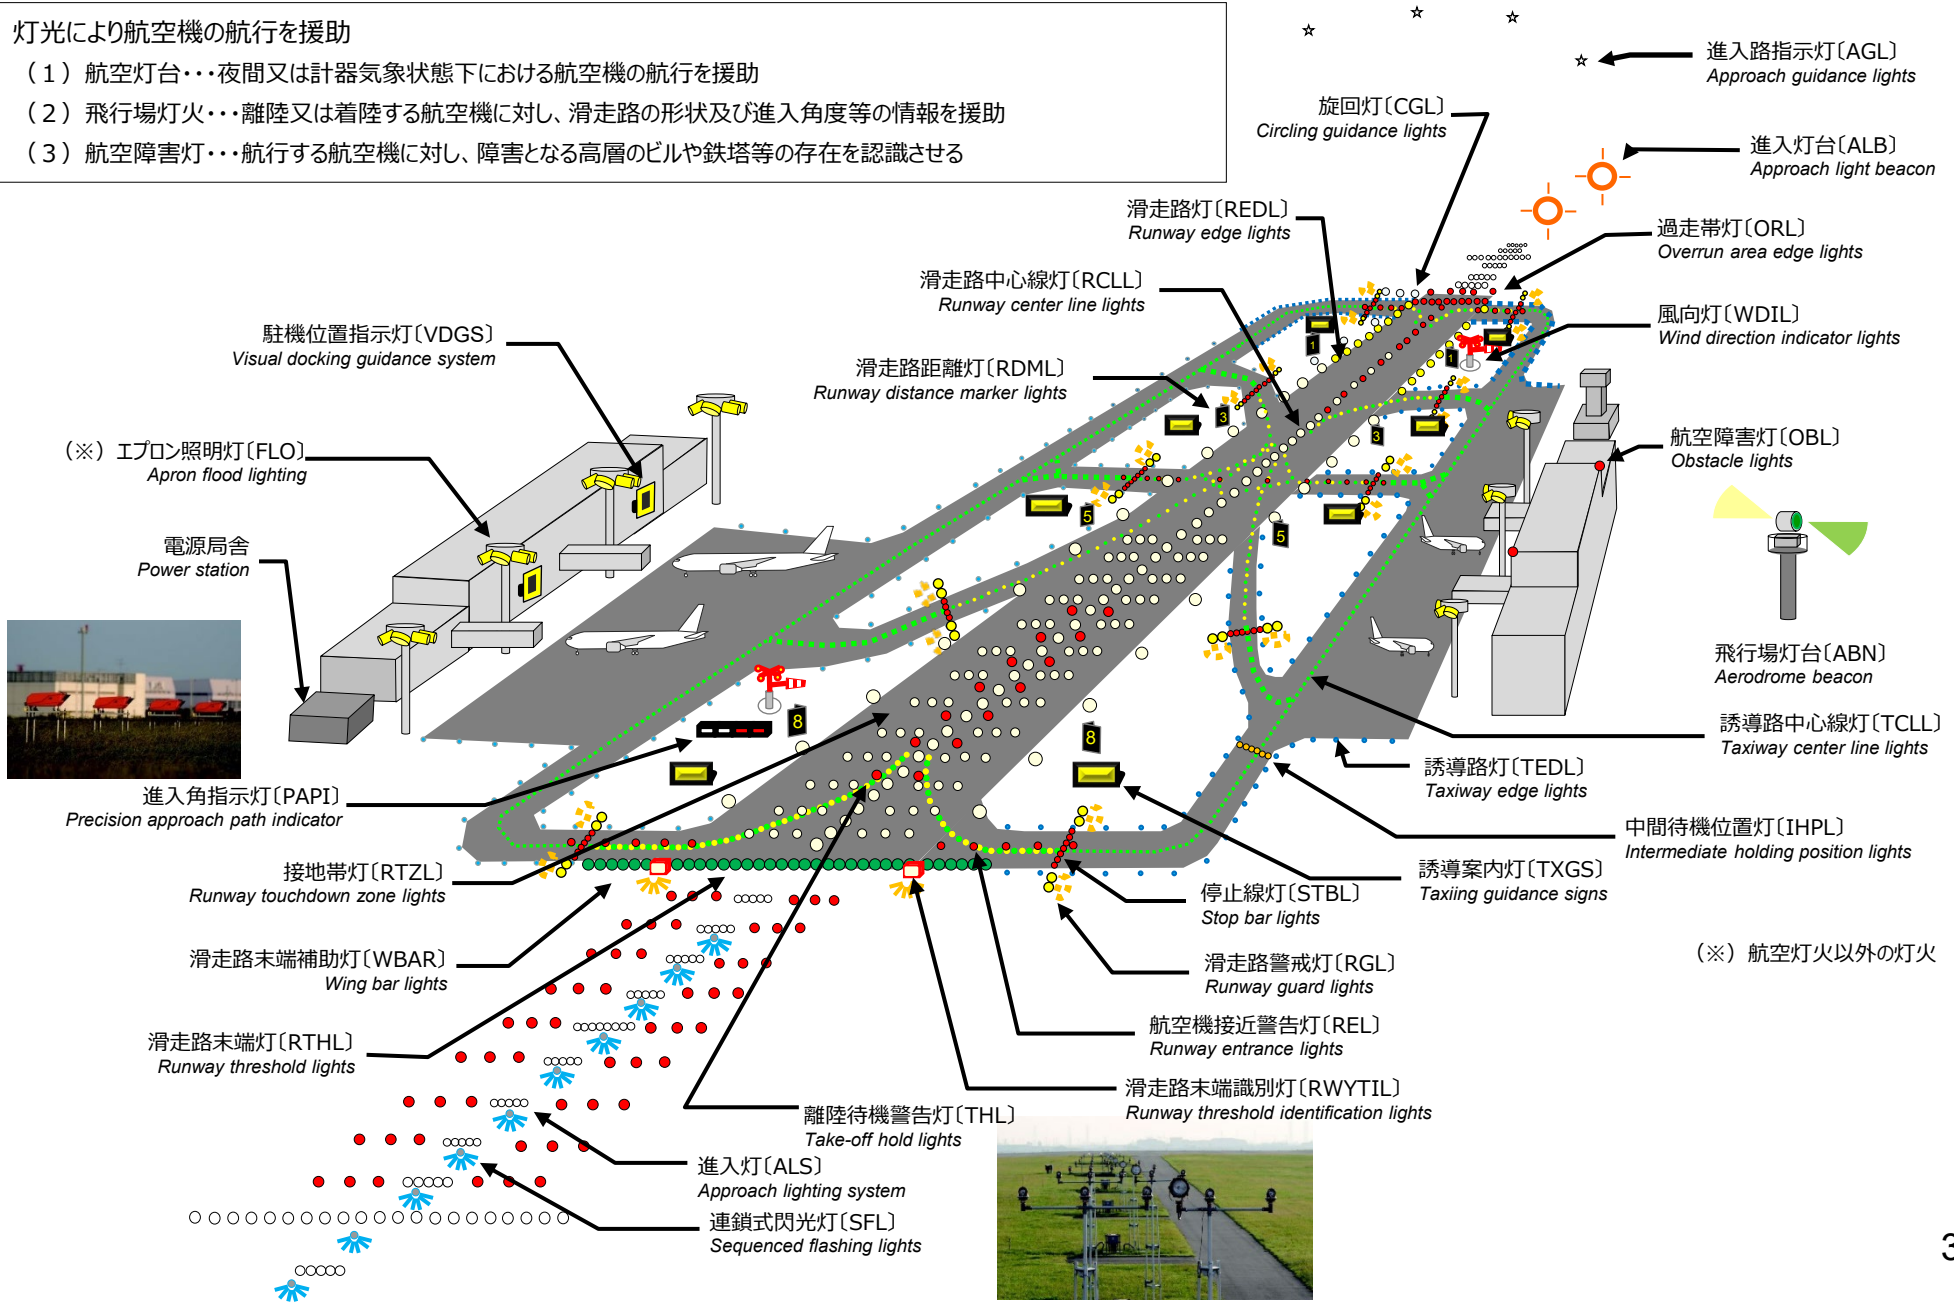 灯光により航空機の航行を援助
（１）航空灯台・・・夜間又は計器気象状態下における航空機の航行を援助
（２）飛行場灯火・・・離陸又は着陸する航空機に対し、滑走路の形状及び進入角度等の情報を援助
（３）航空障害灯・・・航行する航空機に対し、障害となる高層のビルや鉄塔等の存在を認識させる
進入路指示灯〔AGL〕
Approach guidance lights
旋回灯〔CGL〕
Circling guidance lights
進入灯台〔ALB〕
Approach light beacon
滑走路灯〔REDL〕
Runway edge lights
過走帯灯〔ORL〕
Overrun area edge lights
滑走路中心線灯〔RCLL〕
Runway center line lights
風向灯〔WDIL〕
Wind direction indicator lights
駐機位置指示灯〔VDGS〕
Visual docking guidance system
滑走路距離灯〔RDML〕
Runway distance marker lights
1
1
3
3
5
5
8
8
（※）エプロン照明灯〔FLO〕
Apron flood lighting
航空障害灯〔OBL〕
Obstacle lights
電源局舎
Power station
飛行場灯台〔ABN〕
Aerodrome beacon
誘導路中心線灯〔TCLL〕
Taxiway center line lights
誘導路灯〔TEDL〕
Taxiway edge lights
進入角指示灯〔PAPI〕
Precision approach path indicator
中間待機位置灯〔IHPL〕
Intermediate holding position lights
接地帯灯〔RTZL〕
Runway touchdown zone lights
誘導案内灯〔TXGS〕
Taxiing guidance signs
停止線灯〔STBL〕
Stop bar lights
滑走路末端補助灯〔WBAR〕
Wing bar lights
滑走路警戒灯〔RGL〕
Runway guard lights
（※）航空灯火以外の灯火
滑走路末端灯〔RTHL〕
Runway threshold lights
航空機接近警告灯〔REL〕
Runway entrance lights
滑走路末端識別灯〔RWYTIL〕
Runway threshold identification lights
離陸待機警告灯〔THL〕
Take-off hold lights
進入灯〔ALS〕
Approach lighting system
連鎖式閃光灯〔SFL〕
Sequenced flashing lights
3